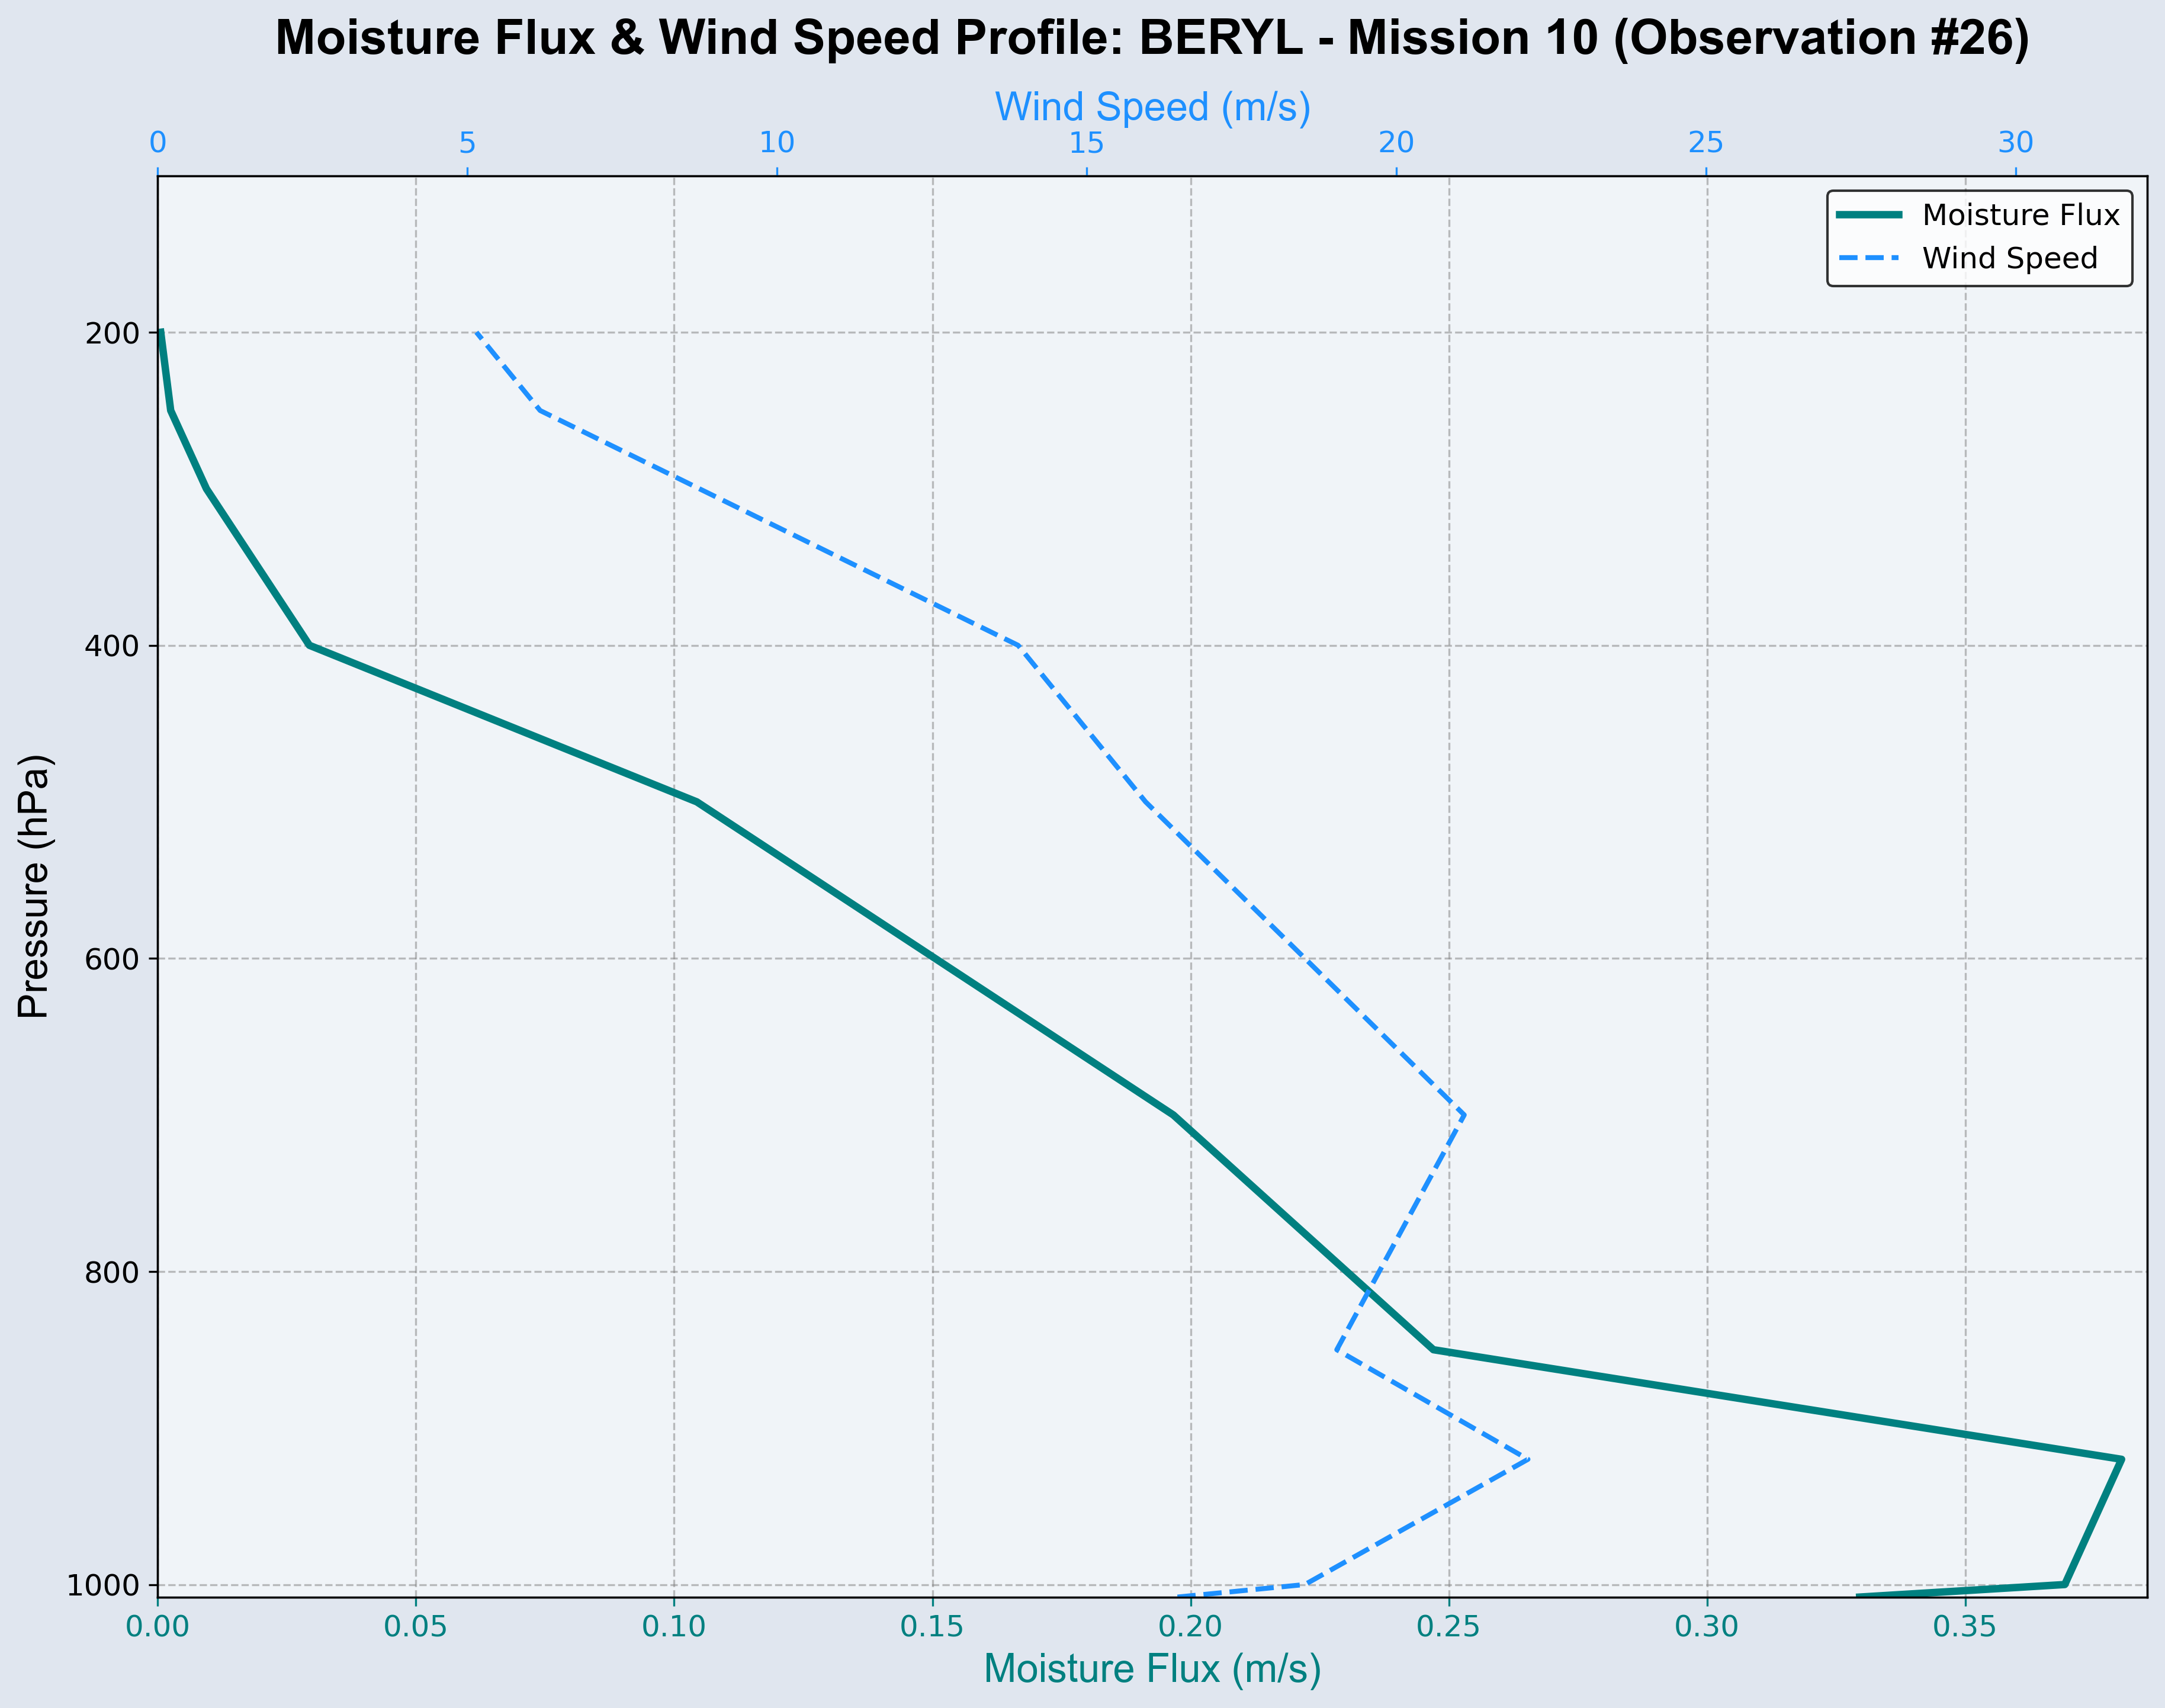 Moisture Flux & Wind Speed Profile: BERYL - Mission 10 (Observation #26)
Wind Speed (m/s)
0 5 10 15 20 25 30
Moisture Flux
Wind Speed
200
400
600
800
1000
Pressure (hPa)
0.00 0.05 0.10 0.15 0.20 0.25 0.30 0.35
Moisture Flux (m/s)